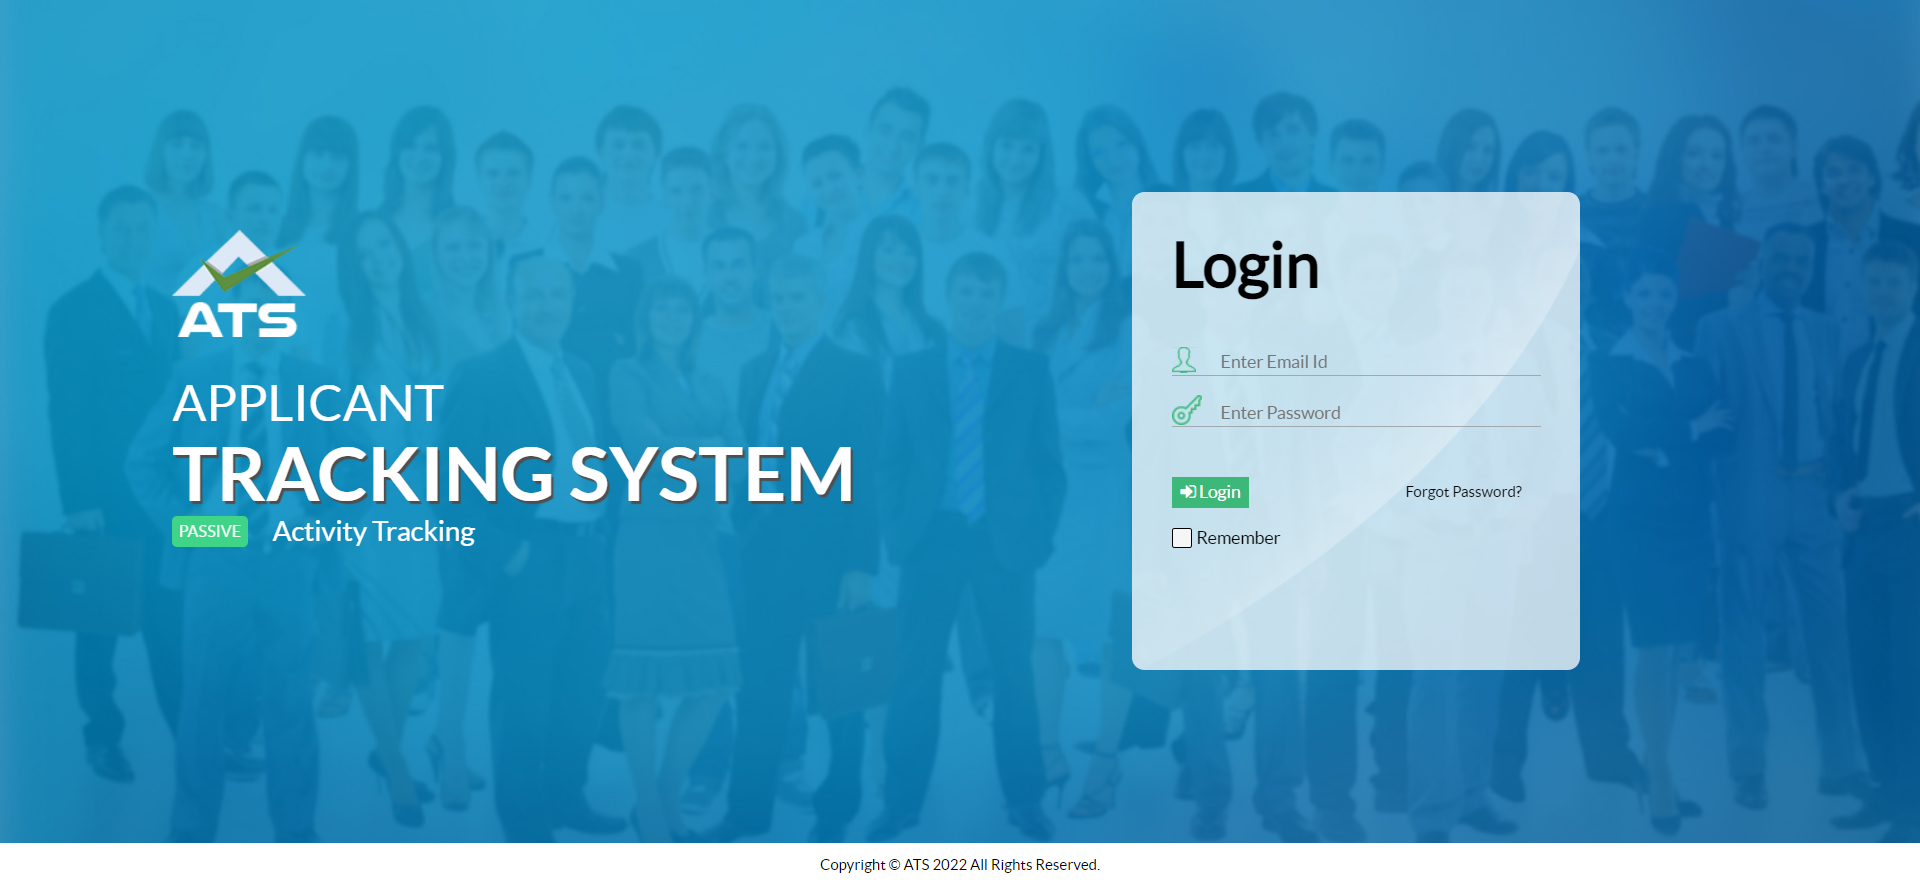 ATS
APPLICANT
TRACKING SYSTEM
PASSIVE Activity Tracking
Login
Enter Email Id
Enter Password
Login Forgot Password?
Remember
Copyright © ATS 2022 All Rights Reserved.